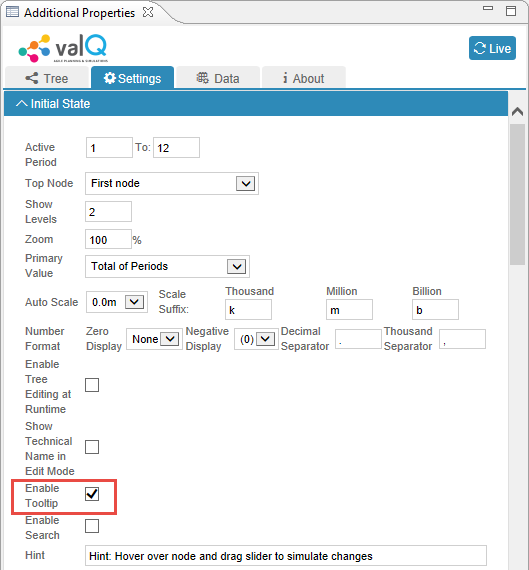 Additional Properties
valQ
AGILE PLANNING & SIMULATIONS
Live
Tree Settings Data i About
Initial State
Active Period 1 To: 12
Top Node First node
Show Levels 2
Zoom 100 %
Primary Value Total of Periods
Auto Scale 0.0m Scale Suffix: Thousand k Million m Billion b
Number Format Zero Display None Negative Display (0) Decimal Separator . Thousand Separator ,
Enable
Tree
Editing at
Runtime
Show
Technical
Name in
Edit Mode
Enable
Tooltip
Enable
Search
Hint Hint: Hover over node and drag slider to simulate changes